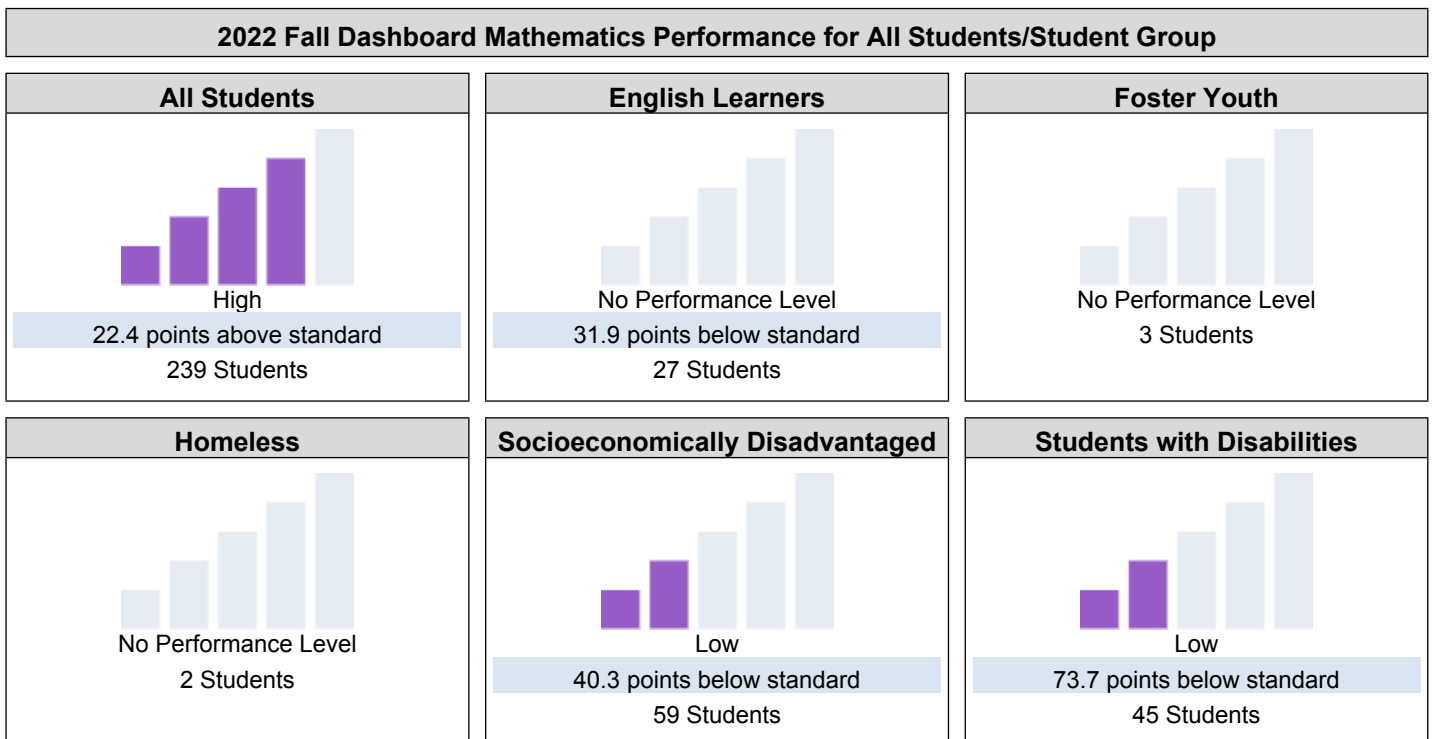 2022 Fall Dashboard Mathematics Performance for All Students/Student Group
All Students
High
22.4 points above standard
239 Students
English Learners
No Performance Level
31.9 points below standard
27 Students
Foster Youth
No Performance Level
3 Students
Homeless
No Performance Level
2 Students
Socioeconomically Disadvantaged
Low
40.3 points below standard
59 Students
Students with Disabilities
Low
73.7 points below standard
45 Students